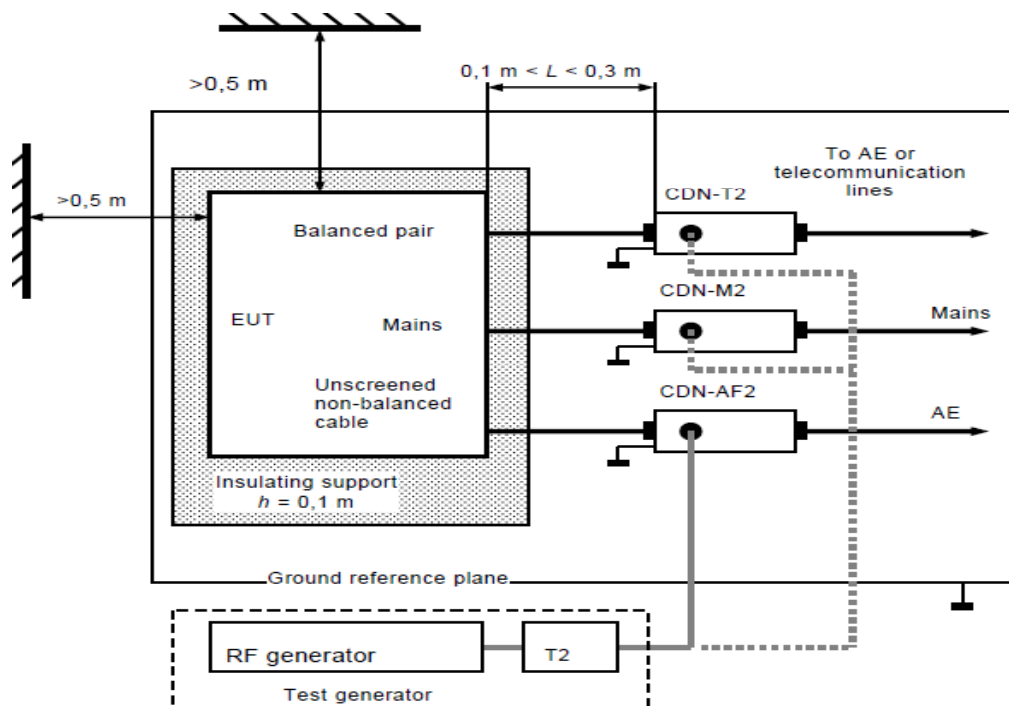 >0,5 m
0,1 m < L < 0,3 m
>0,5 m
To AE or
telecommunication
lines
CDN-T2
Balanced pair
CDN-M2
EUT
Mains
Mains
Unscreened
non-balanced
cable
CDN-AF2
AE
Insulating support
h = 0,1 m
Ground reference plane
RF generator
T2
Test generator